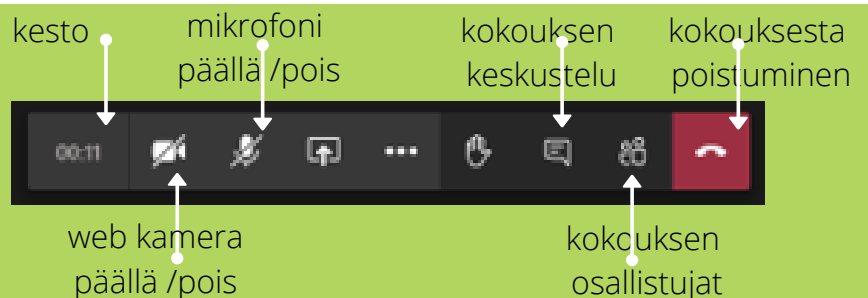 kesto
mikrofoni
päällä /pois
kokouksen
keskustelu
kokouksesta
poistuminen
00:11
web kamera
päällä /pois
kokouksen
osallistujat